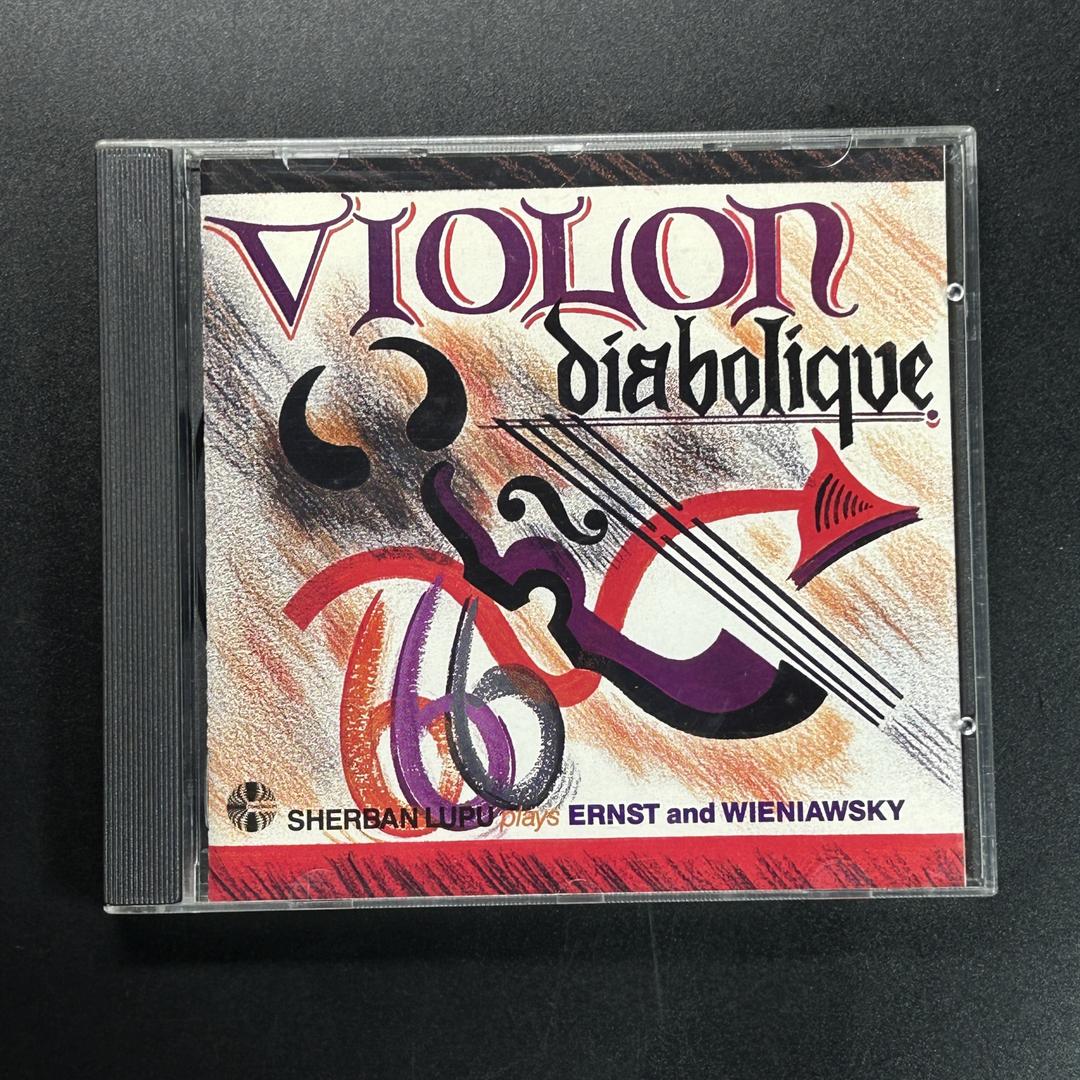 VIOLON
diabolique
SHERBAN LUPU plays ERNST and WIENIAWSKY